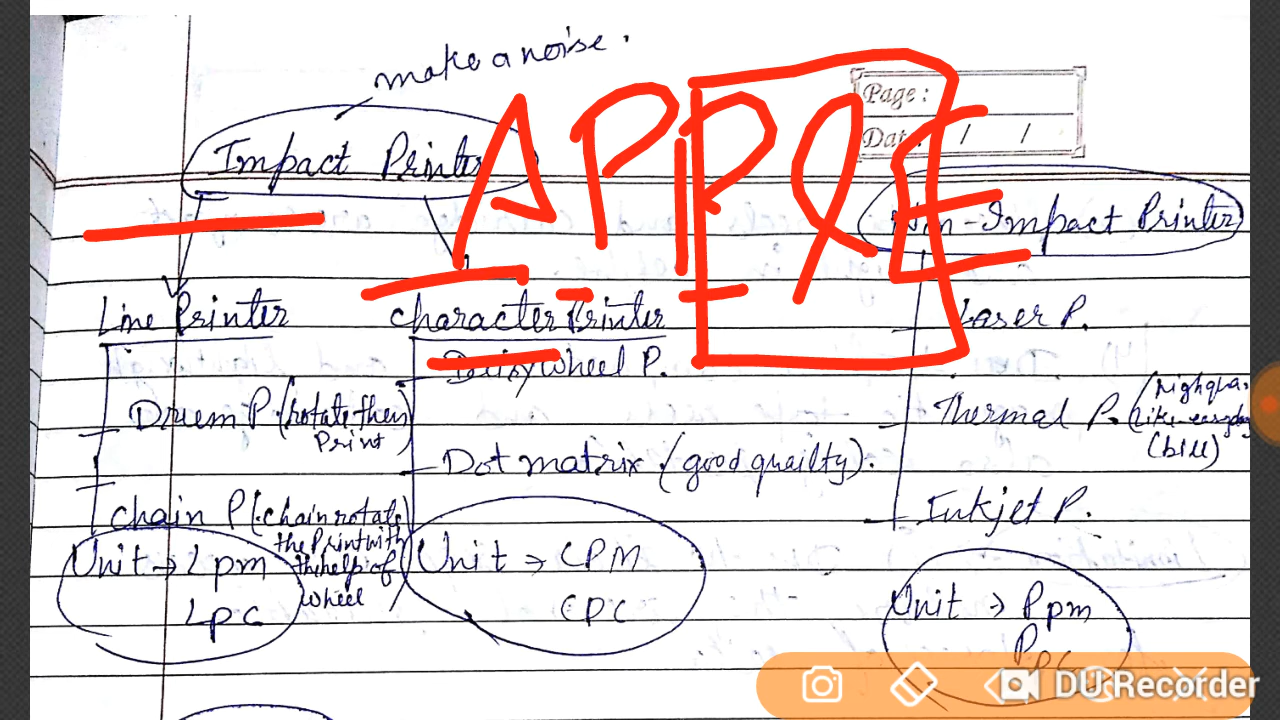 make a noise.
Page:
Date: / /
Impact Printer
APPLE
Non-Impact Printer
Line Printer
character Printer
Laser P.
Daisy wheel P.
Drum P (rotate then
Print)
Thermal P.
(bill)
Dot matrix (good quailty).
chain P (chain rotate
the Print with
the help of
wheel)
Inkjet P.
Unit → Lpm
LPC
Unit → CPM
CPC
Unit → Ppm
DU Recorder